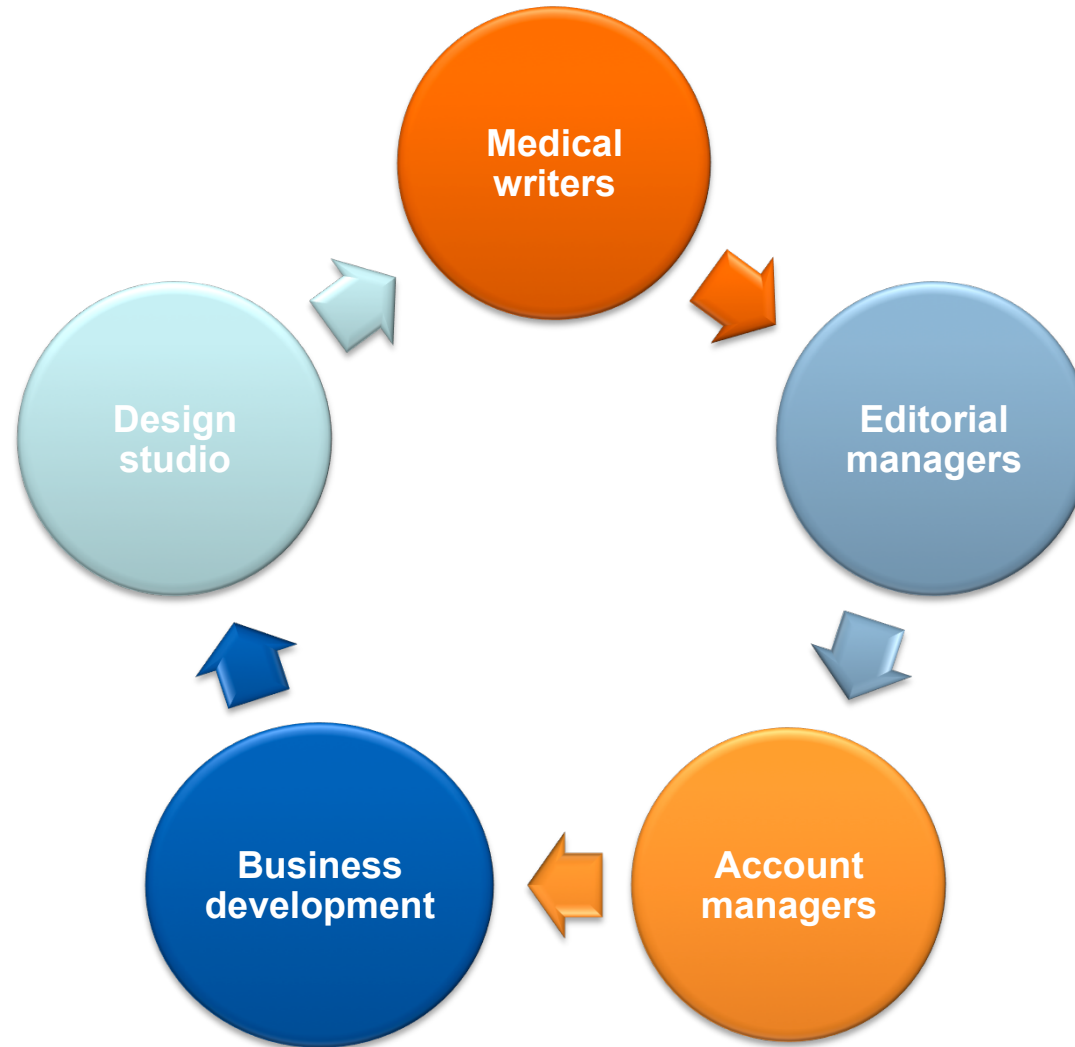 Medical
writers
Editorial
managers
Account
managers
Business
development
Design
studio